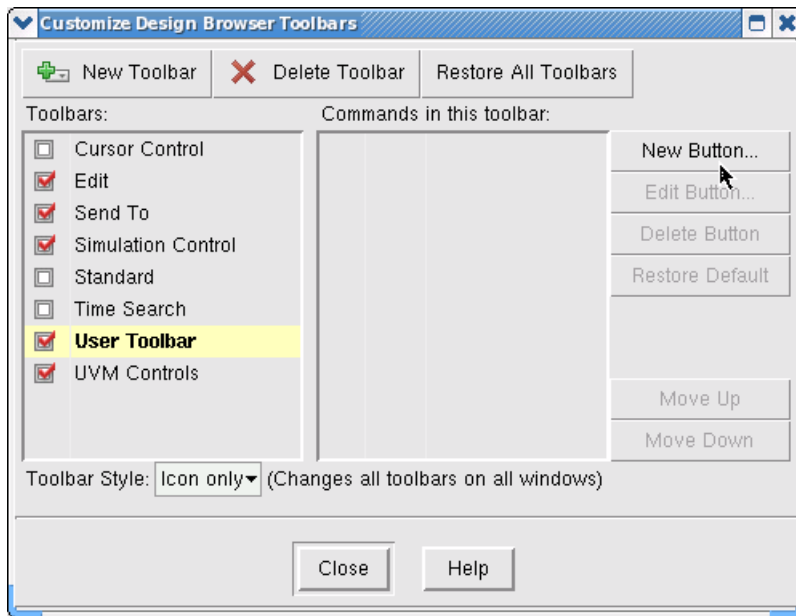 Customize Design Browser Toolbars
New Toolbar Delete Toolbar Restore All Toolbars
Toolbars: Commands in this toolbar:
Cursor Control New Button...
Edit Edit Button...
Send To
Simulation Control Delete Button
Standard Restore Default
Time Search
User Toolbar
UVM Controls
Move Up
Move Down
Toolbar Style: Icon only (Changes all toolbars on all windows)
Close Help